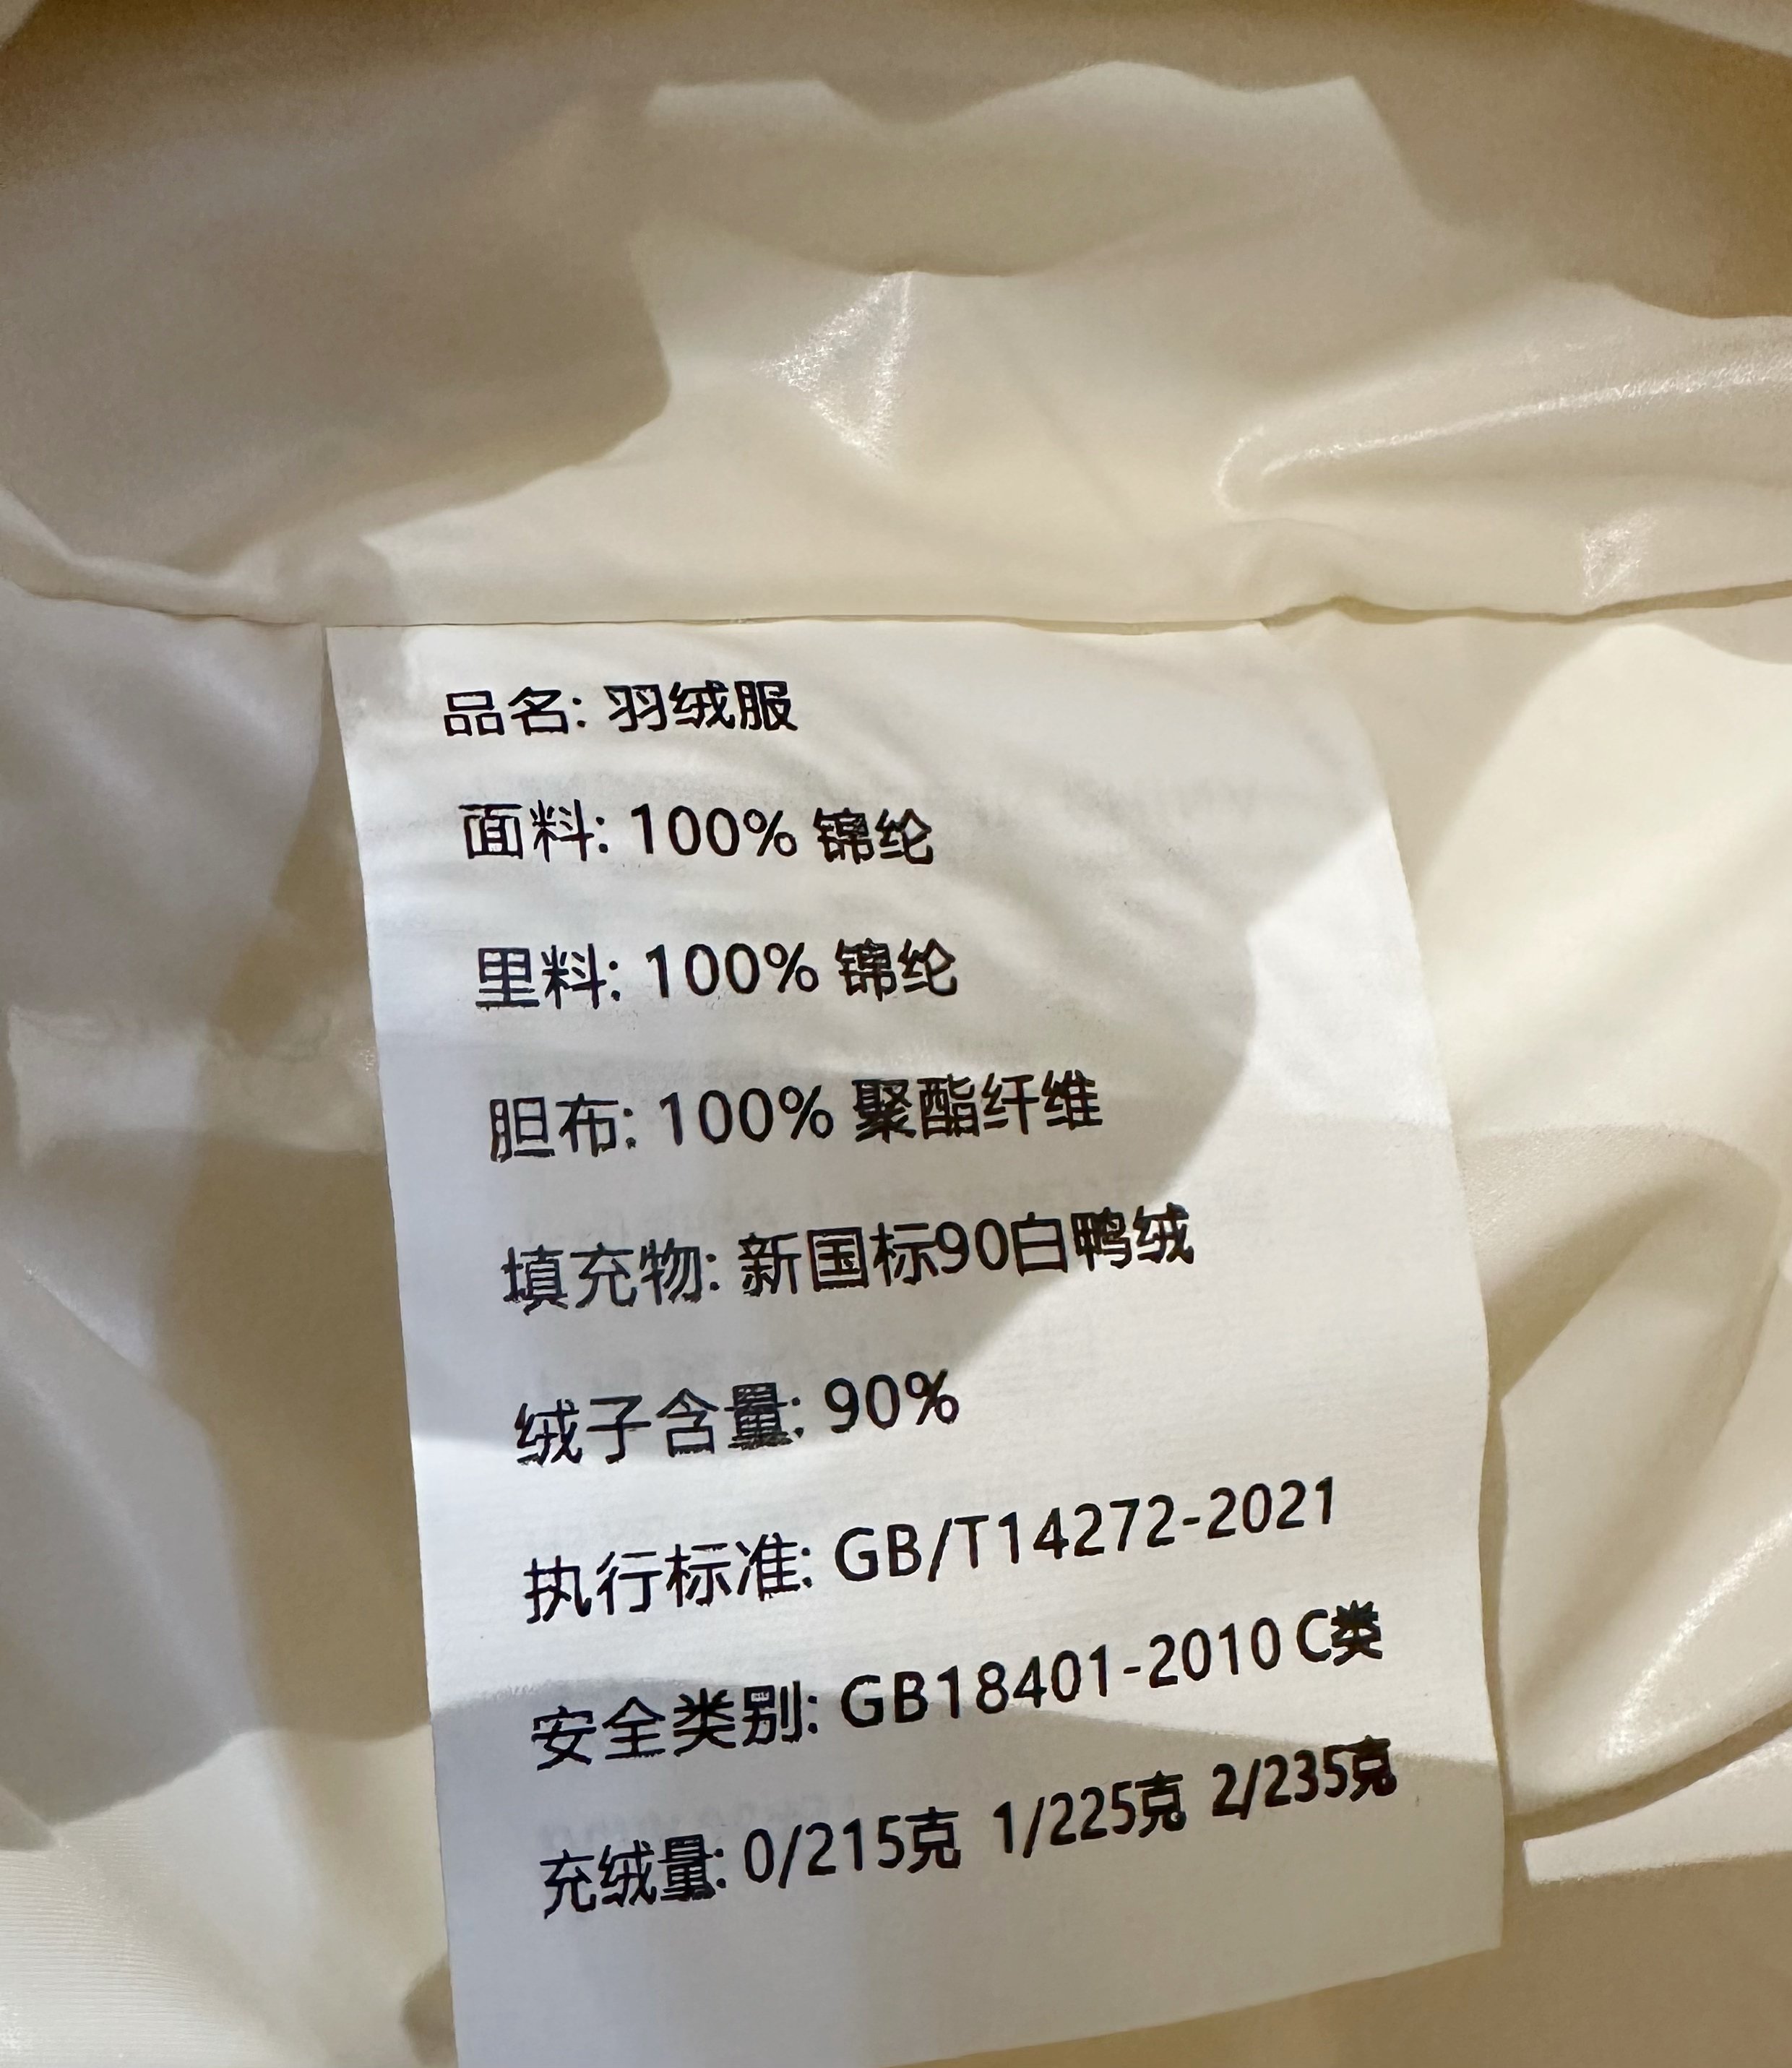 品名: 羽绒服
面料: 100% 锦纶
里料: 100% 锦纶
胆布: 100% 聚酯纤维
填充物: 新国标90白鸭绒
绒子含量: 90%
执行标准: GB/T14272-2021
安全类别: GB18401-2010 C类
充绒量: 0/215克 1/225克 2/235克